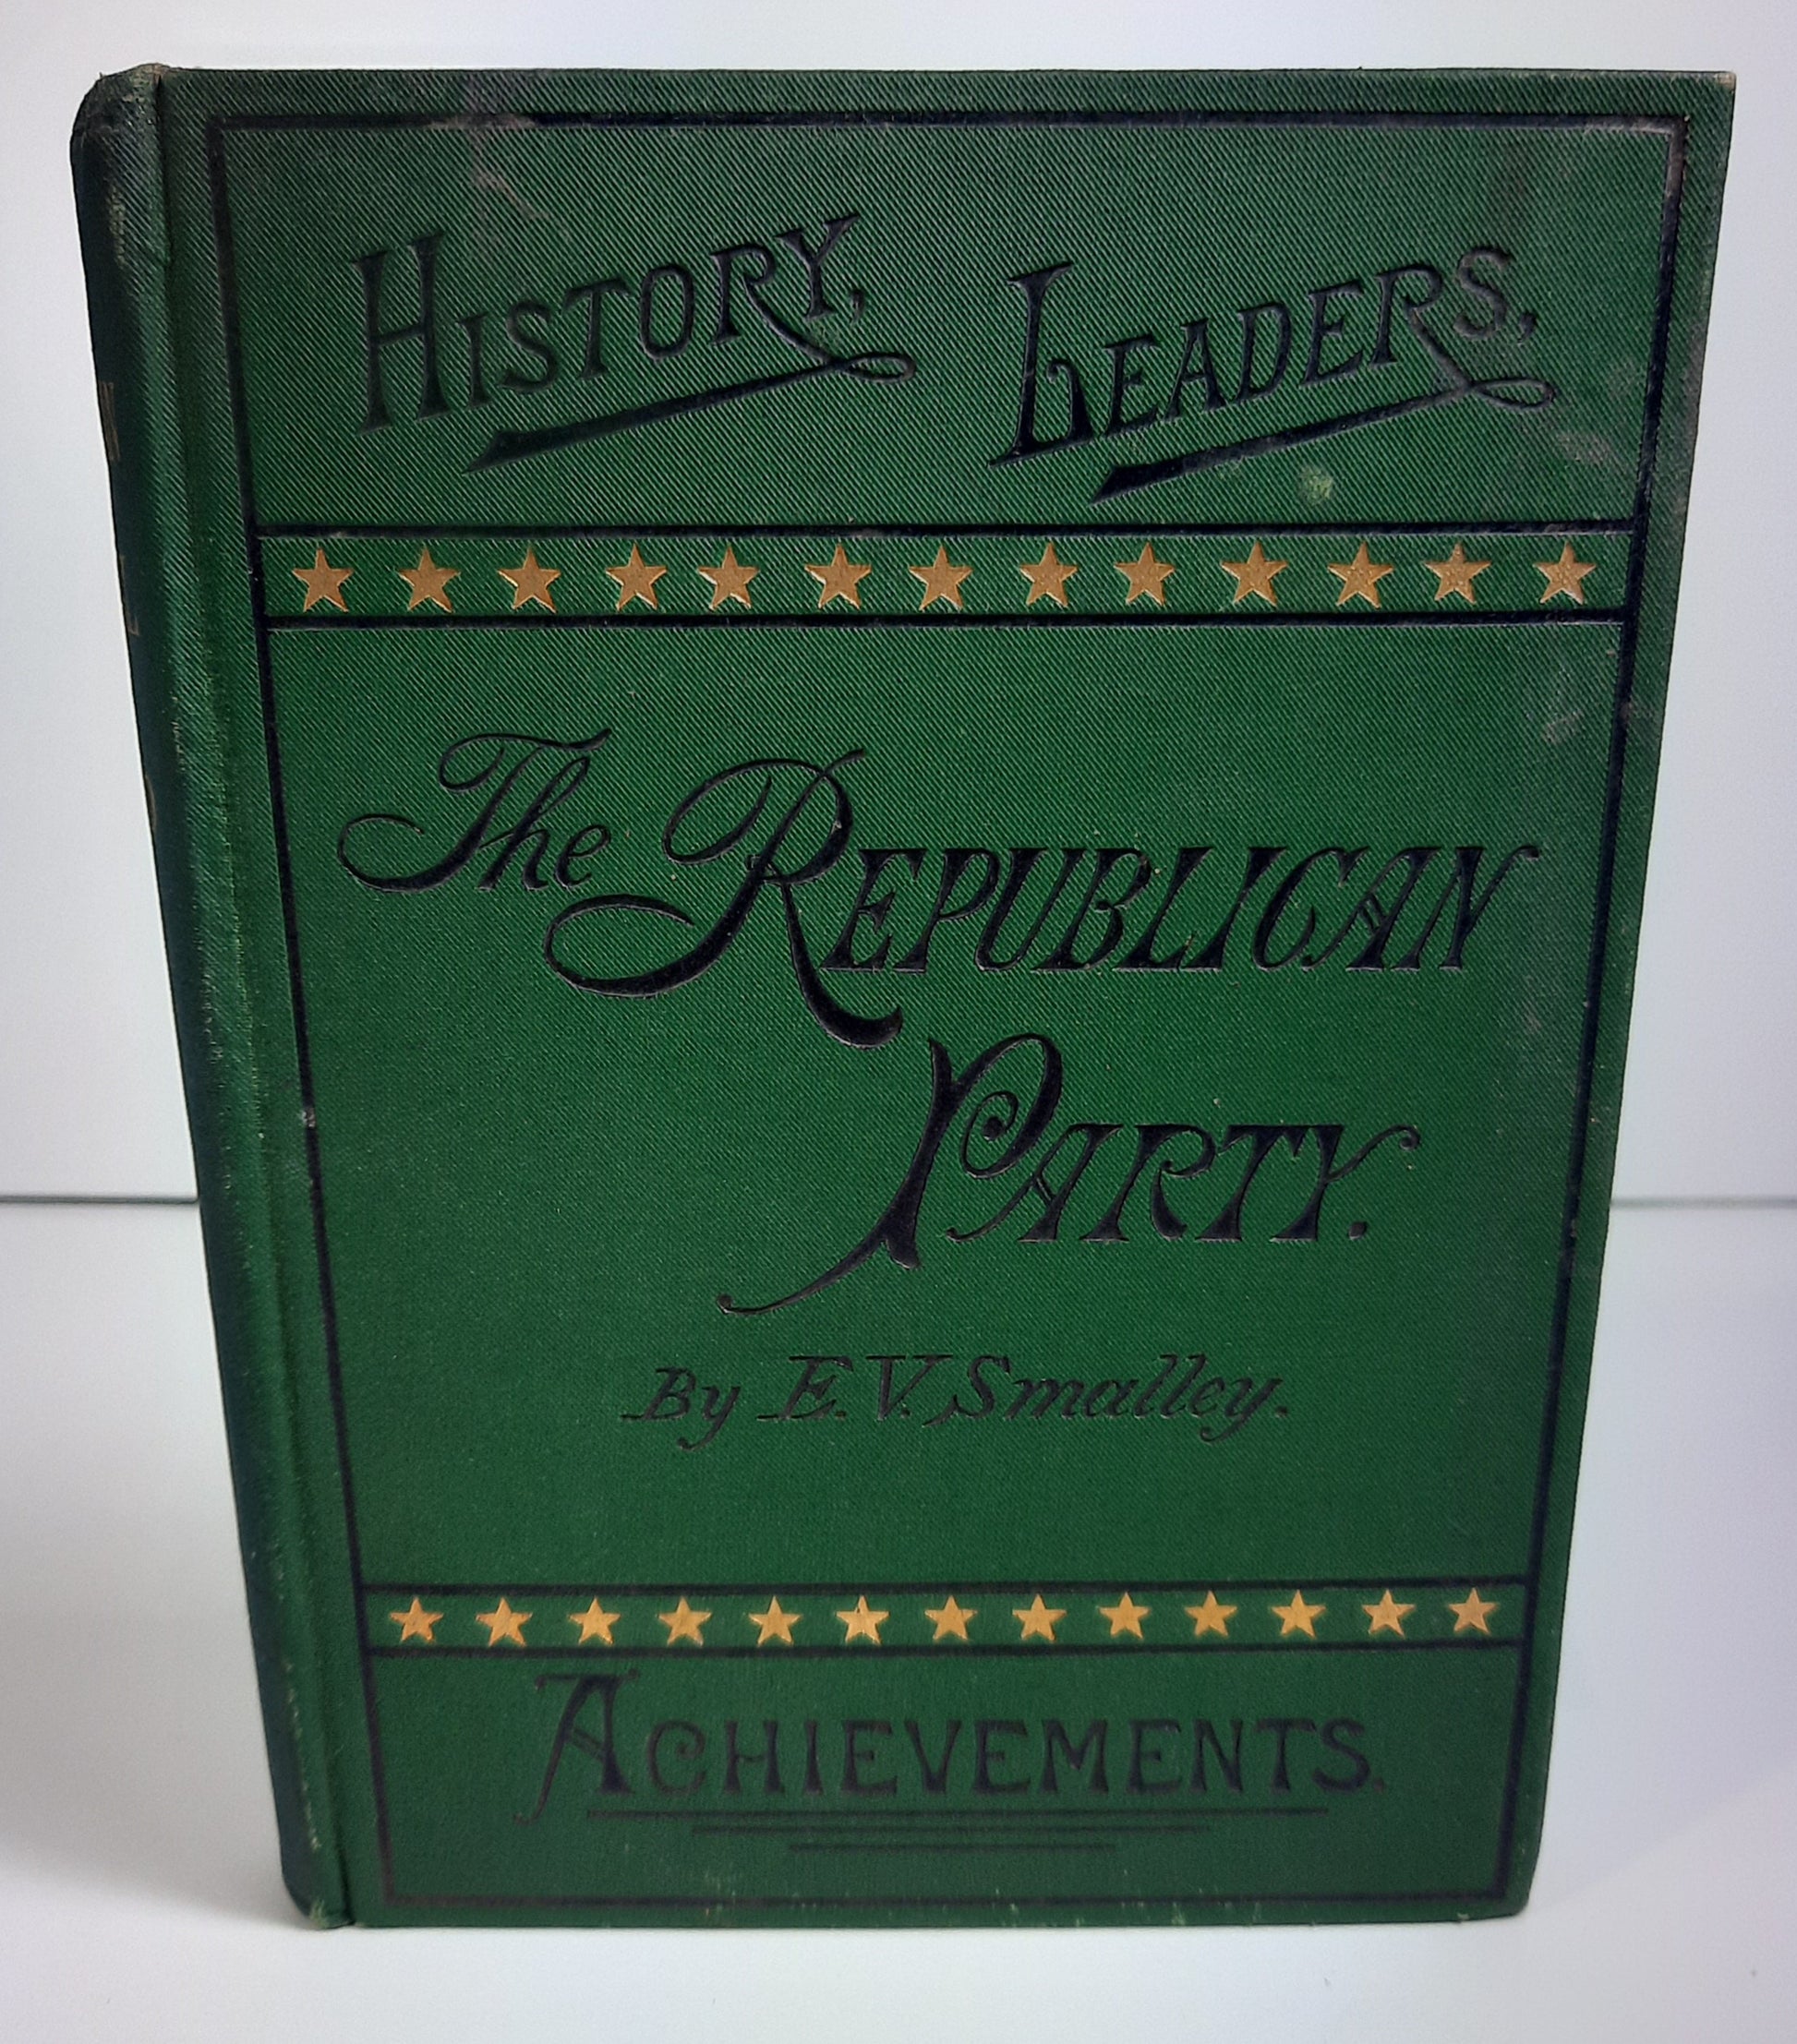 HISTORY, LEADERS,
The REPUBLICAN
PARTY.
By E.V. Smalley.
ACHIEVEMENTS.